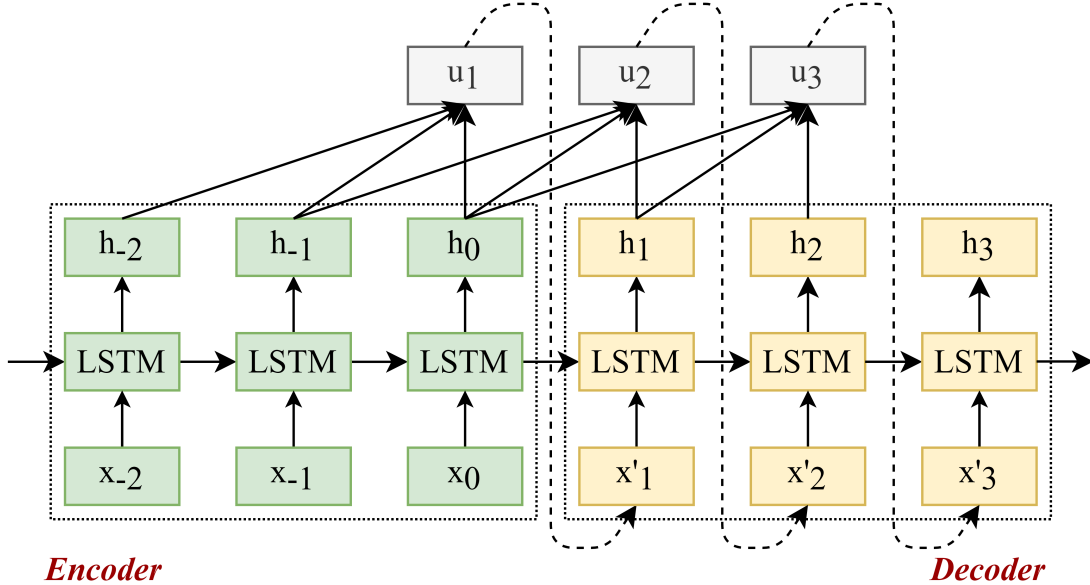 u1 u2 u3
h-2 h-1 h0 h1 h2 h3
LSTM LSTM LSTM LSTM LSTM LSTM
x-2 x-1 x0 x'1 x'2 x'3
Encoder Decoder